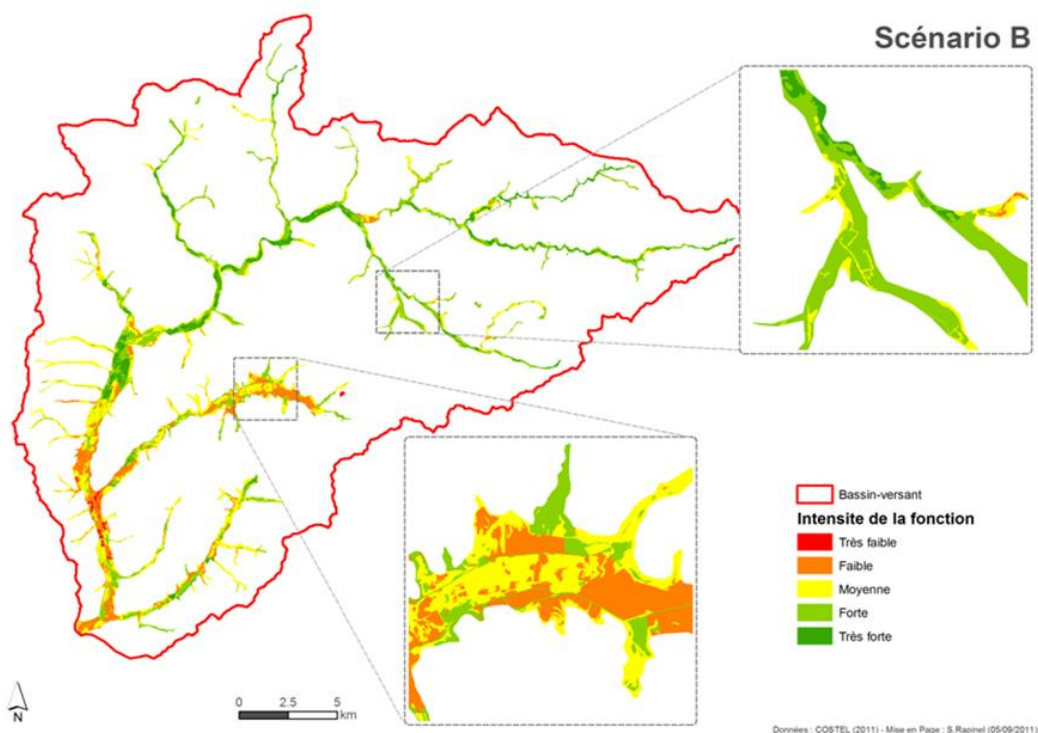 Scénario B
Bassin-versant
Intensite de la fonction
Très faible
Faible
Moyenne
Forte
Très forte
N
0 2.5 5
km
Données : COSTEL (2011) - Mise en Page : S.Rapinel (05/09/2011)